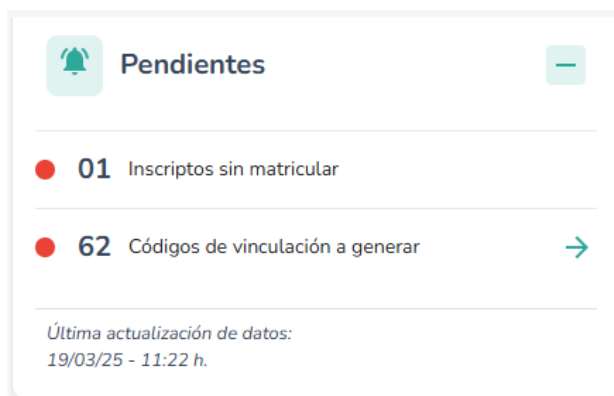 Pendientes
01 Inscriptos sin matricular
62 Códigos de vinculación a generar
Última actualización de datos:
19/03/25 - 11:22 h.